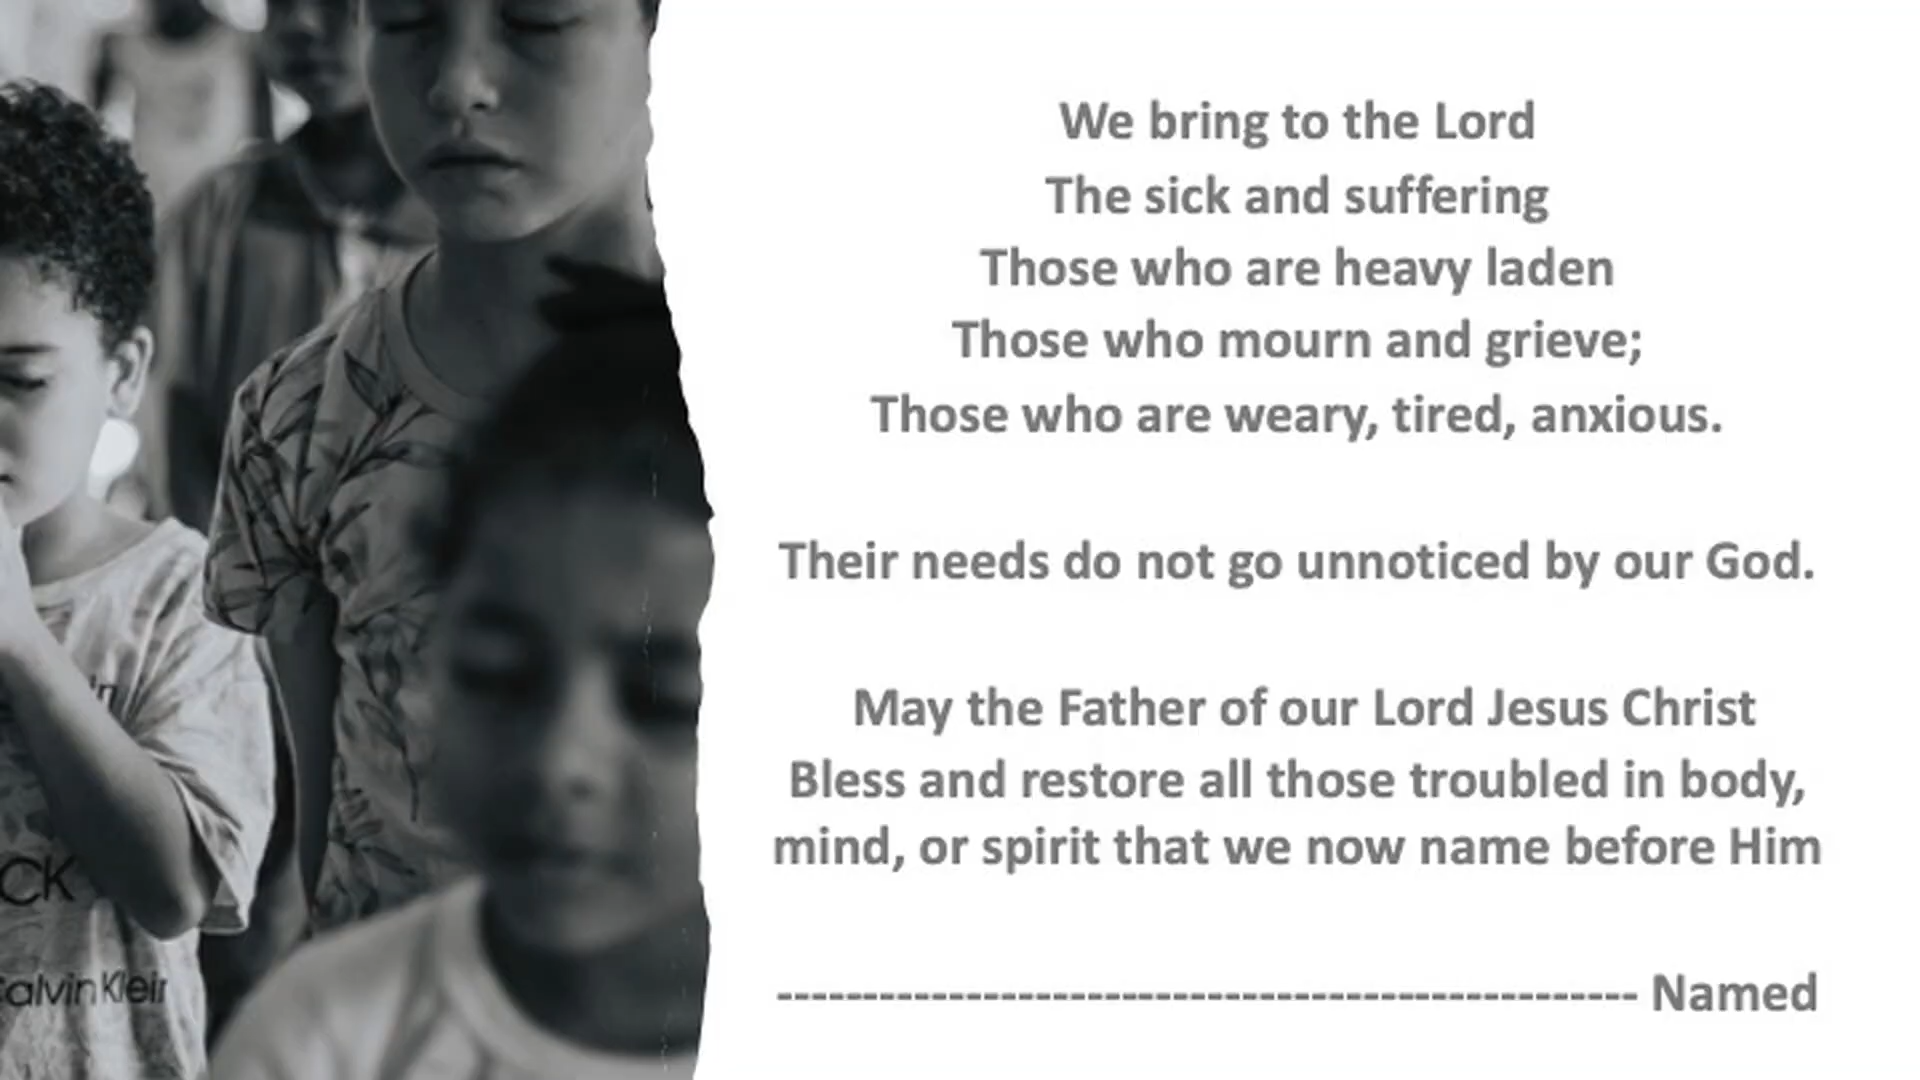 We bring to the Lord
The sick and suffering
Those who are heavy laden
Those who mourn and grieve;
Those who are weary, tired, anxious.
Their needs do not go unnoticed by our God.
May the Father of our Lord Jesus Christ
Bless and restore all those troubled in body,
mind, or spirit that we now name before Him
-------------------------------------------------- Named
CK
Calvin Klein